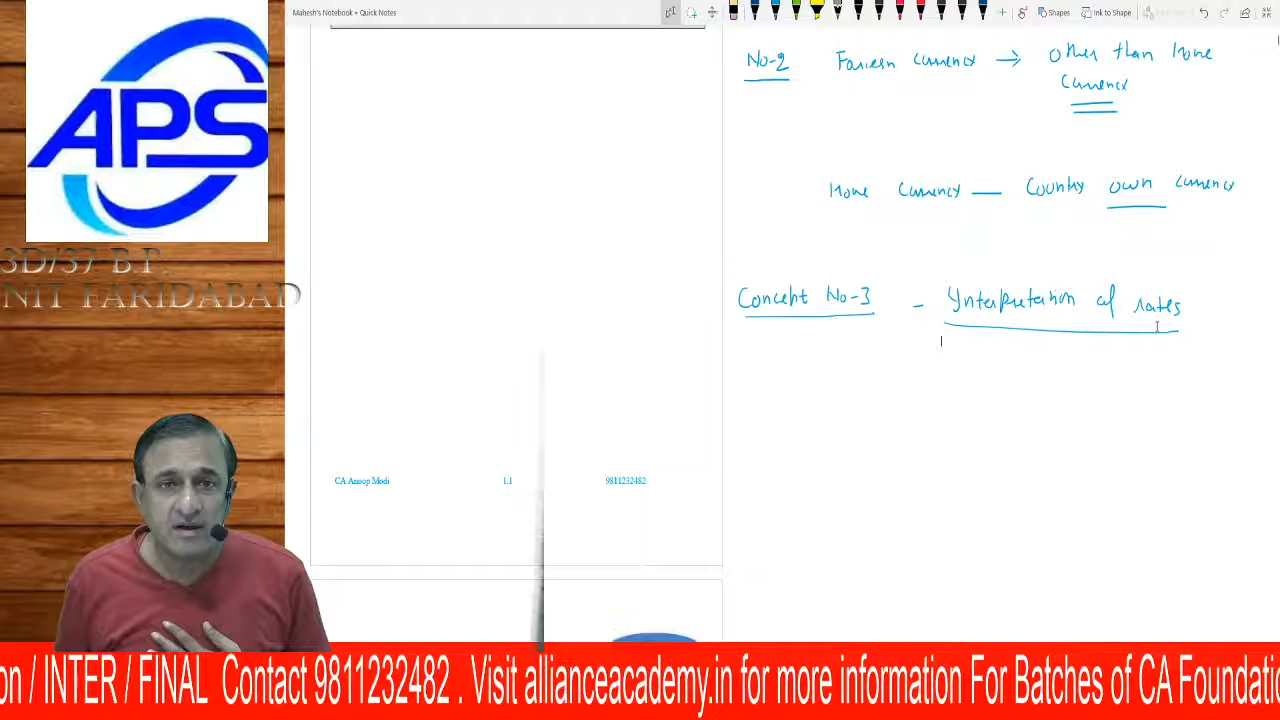 APS
3D/37 B.P.
NIT FARIDABAD
Mahesh's Notebook • Quick Notes
Shapes
Ink to Shape
No-2 Foriegn currency ⇒ other than Home
currency
Home currency — Country own currency
Concept No-3 - Interpretation of rates
CA Anoop Modi 1.1 9811232482
on / INTER / FINAL Contact 9811232482 . Visit allianceacademy.in for more information For Batches of CA Foundati